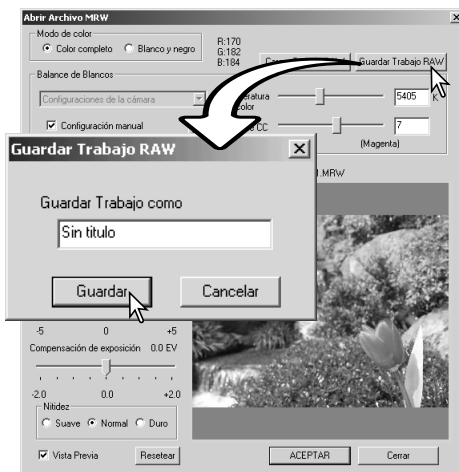 Abrir Archivo MRW
Modo de color
Color completo Blanco y negro
R:170
G:182
B:184
Guardar Trabajo RAW
Balance de Blancos
Configuraciones de la cámara
color
5405 K
Configuración manual
CC
7
(Magenta)
.MRW
Guardar Trabajo RAW
Guardar Trabajo como
Sin titulo
Guardar Cancelar
-5 0 +5
Compensación de exposición 0.0 EV
-2.0 0.0 +2.0
Nitidez
Suave Normal Duro
Vista Previa Resetear ACEPTAR Cerrar